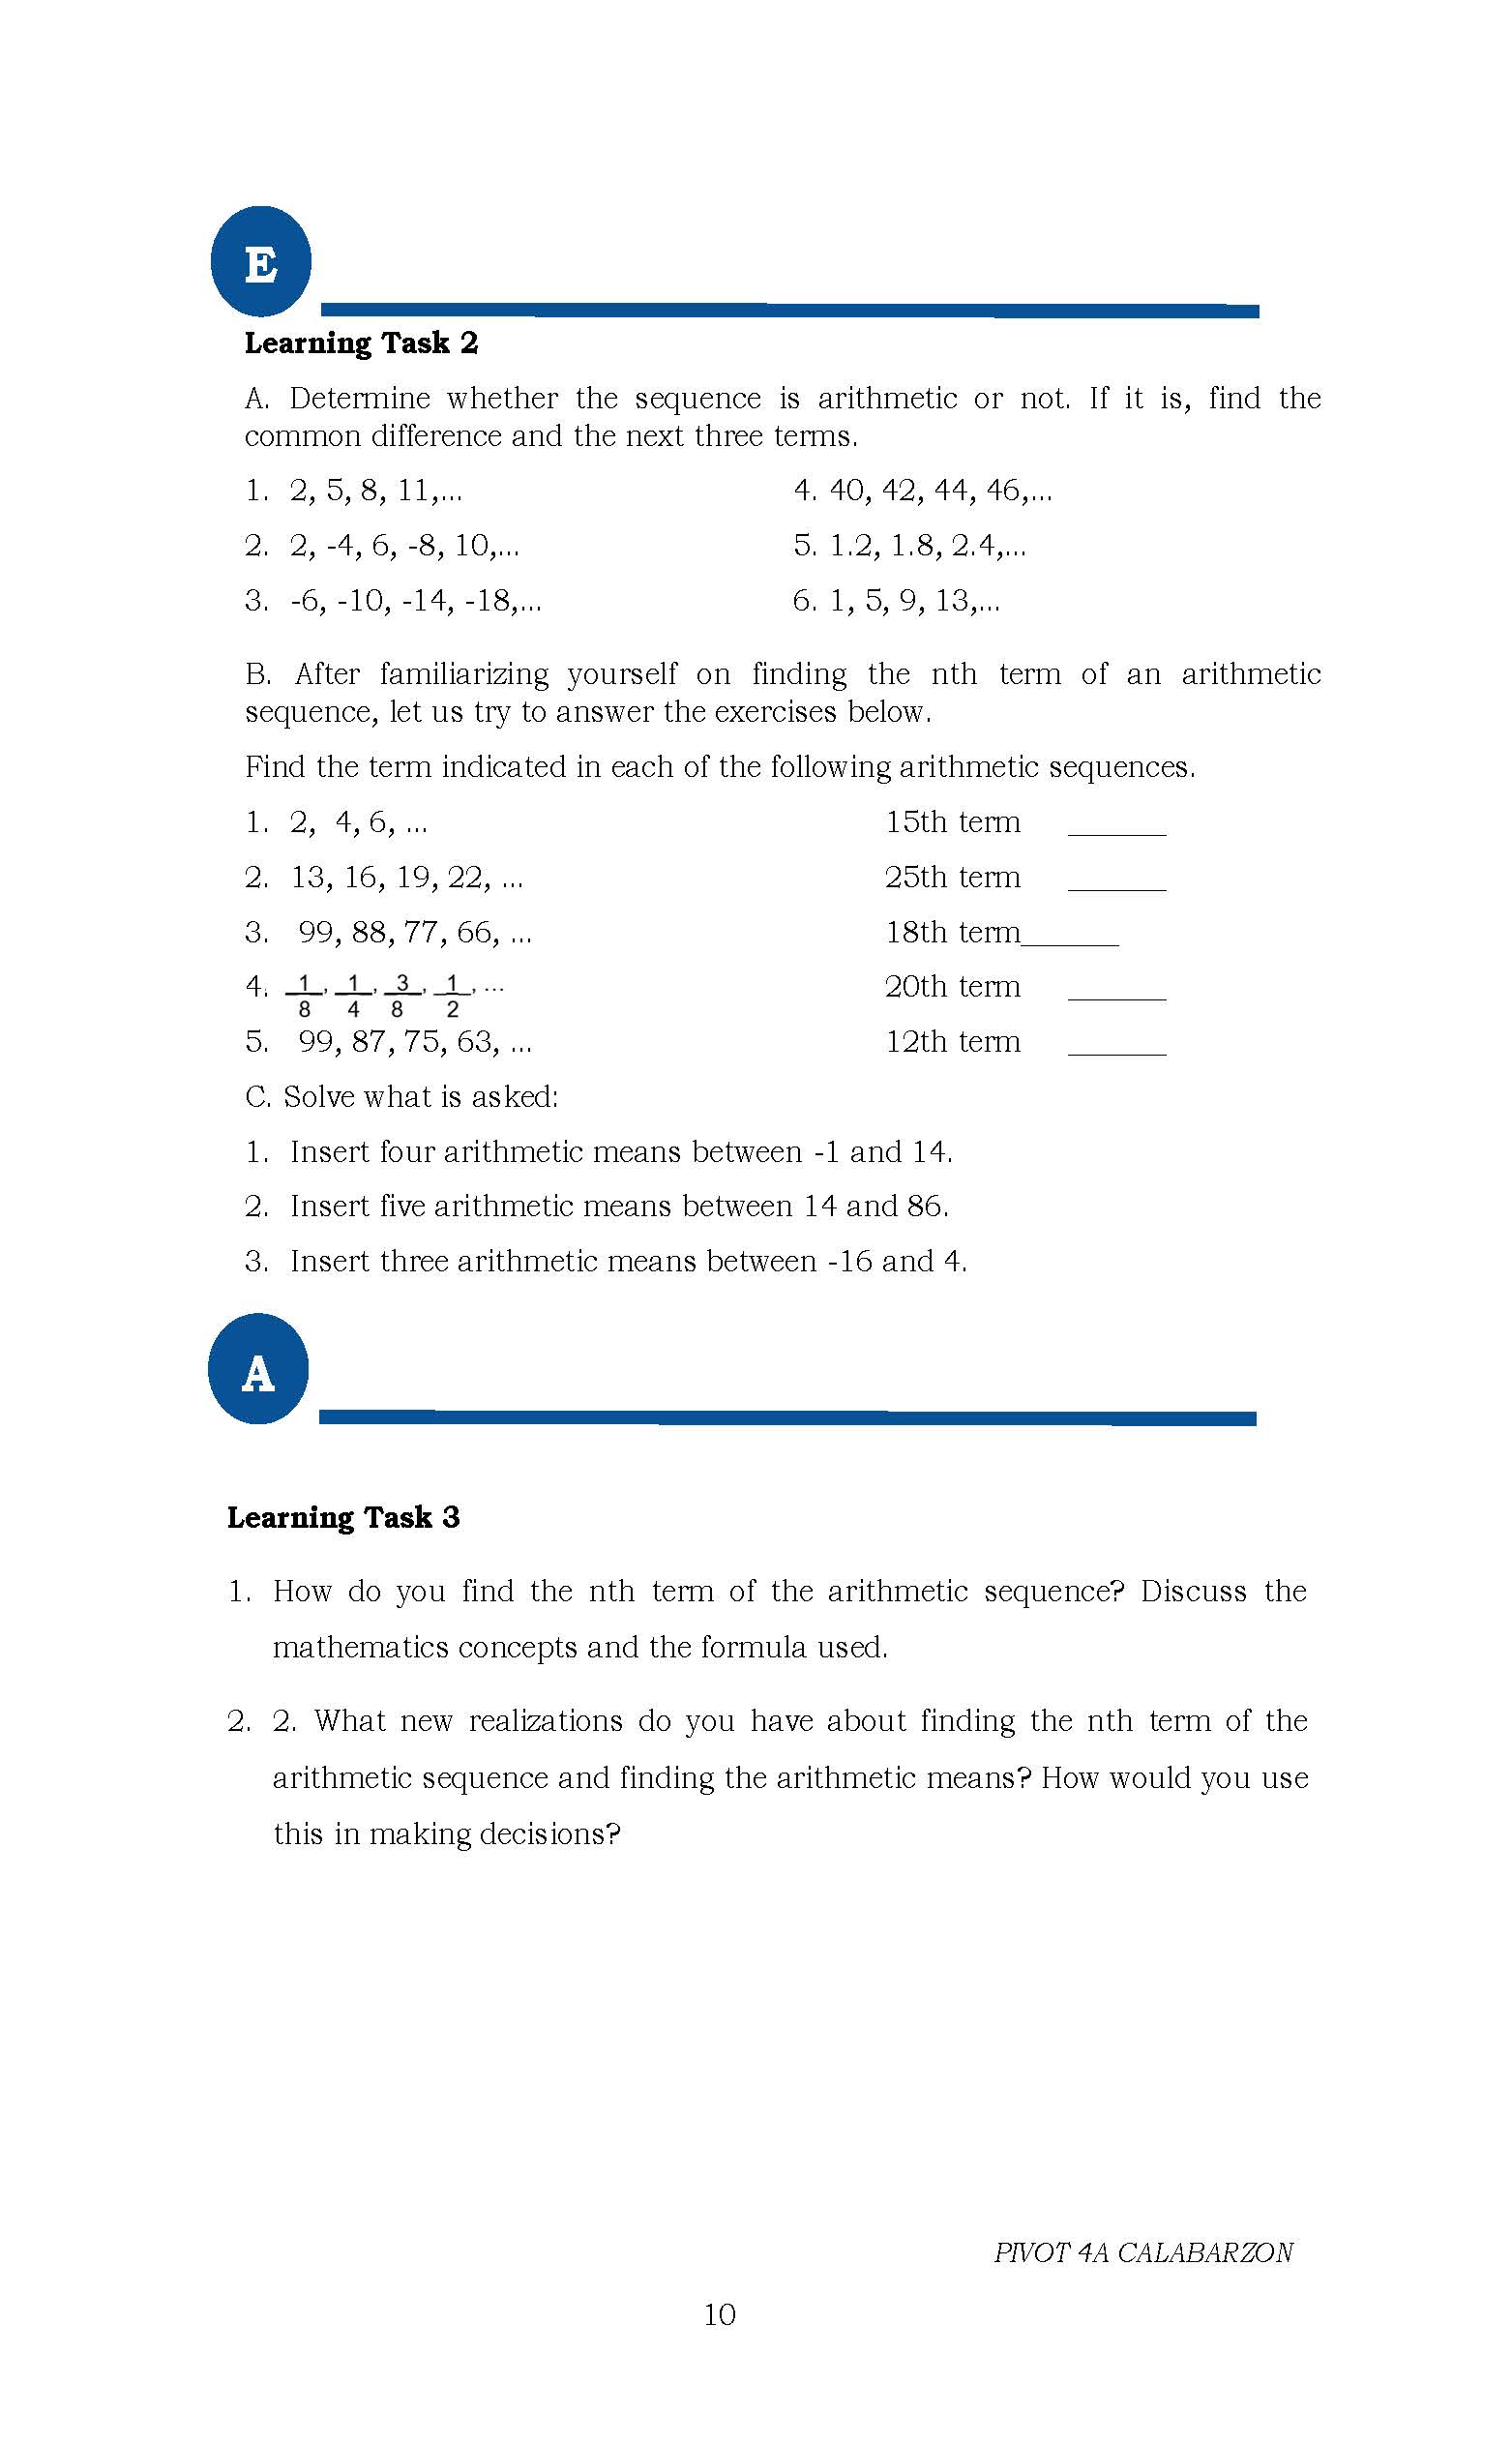 E
Learning Task 2
A. Determine whether the sequence is arithmetic or not. If it is, find the
common difference and the next three terms.
1. 2, 5, 8, 11,... 4. 40, 42, 44, 46,...
2. 2, -4, 6, -8, 10,... 5. 1.2, 1.8, 2.4,...
3. -6, -10, -14, -18,... 6. 1, 5, 9, 13,...
B. After familiarizing yourself on finding the nth term of an arithmetic
sequence, let us try to answer the exercises below.
Find the term indicated in each of the following arithmetic sequences.
1. 2, 4, 6, ... 15th term ______
2. 13, 16, 19, 22, ... 25th term ______
3. 99, 88, 77, 66, ... 18th term______
4. 1/8, 1/4, 3/8, 1/2, ... 20th term ______
5. 99, 87, 75, 63, ... 12th term ______
C. Solve what is asked:
1. Insert four arithmetic means between -1 and 14.
2. Insert five arithmetic means between 14 and 86.
3. Insert three arithmetic means between -16 and 4.
A
Learning Task 3
1. How do you find the nth term of the arithmetic sequence? Discuss the
mathematics concepts and the formula used.
2. 2. What new realizations do you have about finding the nth term of the
arithmetic sequence and finding the arithmetic means? How would you use
this in making decisions?
PIVOT 4A CALABARZON
10